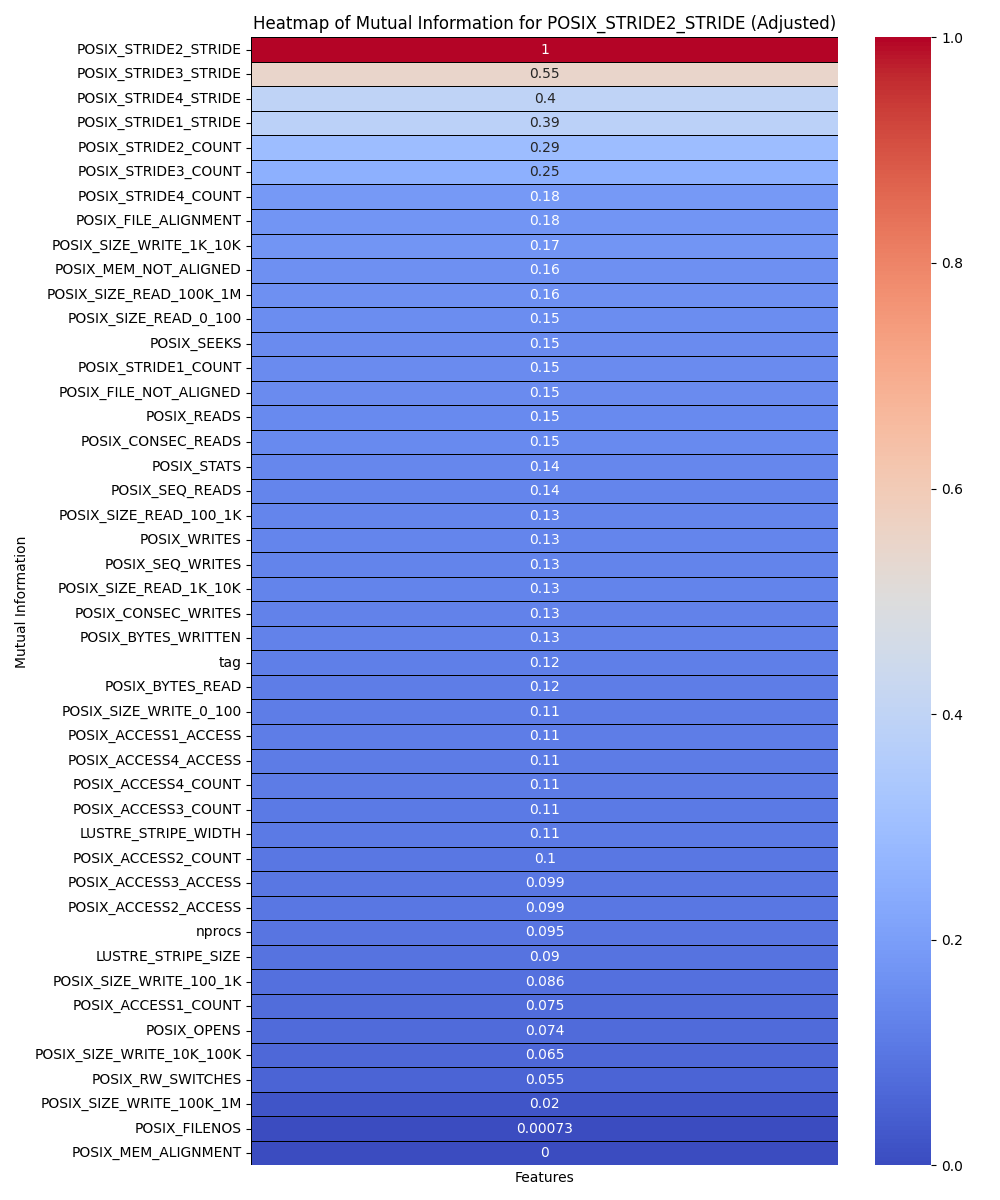 Heatmap of Mutual Information for POSIX_STRIDE2_STRIDE (Adjusted)
POSIX_STRIDE2_STRIDE 1
POSIX_STRIDE3_STRIDE 0.55
POSIX_STRIDE4_STRIDE 0.4
POSIX_STRIDE1_STRIDE 0.39
POSIX_STRIDE2_COUNT 0.29
POSIX_STRIDE3_COUNT 0.25
POSIX_STRIDE4_COUNT 0.18
POSIX_FILE_ALIGNMENT 0.18
POSIX_SIZE_WRITE_1K_10K 0.17
POSIX_MEM_NOT_ALIGNED 0.16
POSIX_SIZE_READ_100K_1M 0.16
POSIX_SIZE_READ_0_100 0.15
POSIX_SEEKS 0.15
POSIX_STRIDE1_COUNT 0.15
POSIX_FILE_NOT_ALIGNED 0.15
POSIX_READS 0.15
POSIX_CONSEC_READS 0.15
POSIX_STATS 0.14
POSIX_SEQ_READS 0.14
POSIX_SIZE_READ_100_1K 0.13
POSIX_WRITES 0.13
POSIX_SEQ_WRITES 0.13
POSIX_SIZE_READ_1K_10K 0.13
POSIX_CONSEC_WRITES 0.13
POSIX_BYTES_WRITTEN 0.13
tag 0.12
POSIX_BYTES_READ 0.12
POSIX_SIZE_WRITE_0_100 0.11
POSIX_ACCESS1_ACCESS 0.11
POSIX_ACCESS4_ACCESS 0.11
POSIX_ACCESS4_COUNT 0.11
POSIX_ACCESS3_COUNT 0.11
LUSTRE_STRIPE_WIDTH 0.11
POSIX_ACCESS2_COUNT 0.1
POSIX_ACCESS3_ACCESS 0.099
POSIX_ACCESS2_ACCESS 0.099
nprocs 0.095
LUSTRE_STRIPE_SIZE 0.09
POSIX_SIZE_WRITE_100_1K 0.086
POSIX_ACCESS1_COUNT 0.075
POSIX_OPENS 0.074
POSIX_SIZE_WRITE_10K_100K 0.065
POSIX_RW_SWITCHES 0.055
POSIX_SIZE_WRITE_100K_1M 0.02
POSIX_FILENOS 0.00073
POSIX_MEM_ALIGNMENT 0
Features
Mutual Information
1.0
0.8
0.6
0.4
0.2
0.0